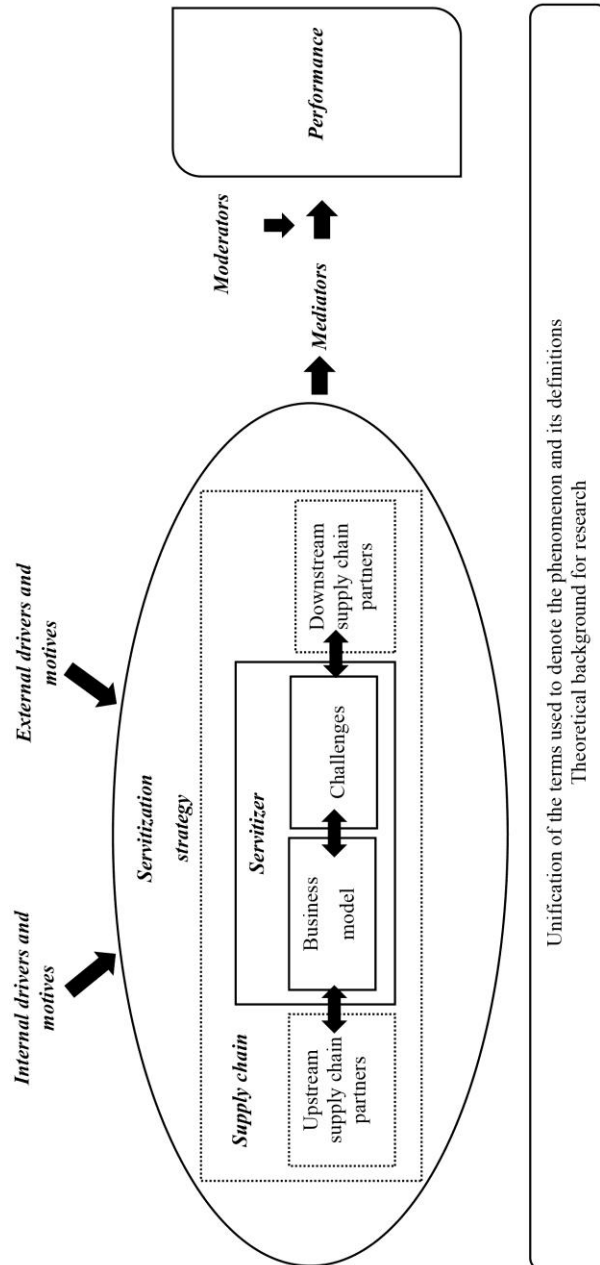 Internal drivers and
motives
External drivers and
motives
Servitization
strategy
Supply chain
Servitizer
Upstream
supply chain
partners
Business
model
Challenges
Downstream
supply chain
partners
Mediators
Moderators
Performance
Unification of the terms used to denote the phenomenon and its definitions
Theoretical background for research